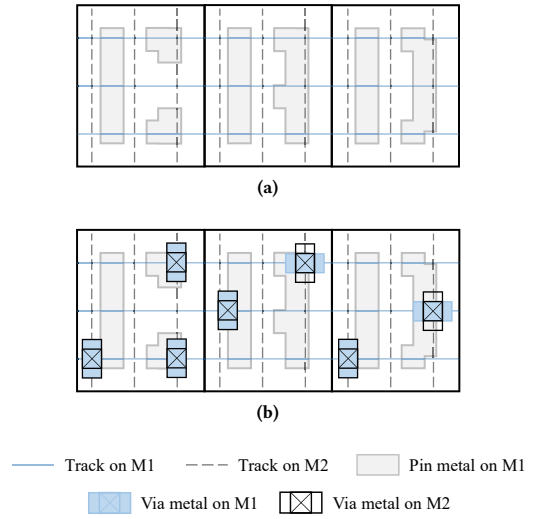 (a)
(b)
Track on M1 Track on M2 Pin metal on M1
Via metal on M1 Via metal on M2